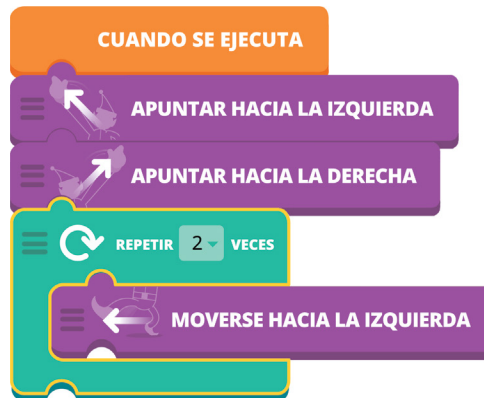 CUANDO SE EJECUTA
APUNTAR HACIA LA IZQUIERDA
APUNTAR HACIA LA DERECHA
REPETIR 2 VECES
MOVERSE HACIA LA IZQUIERDA